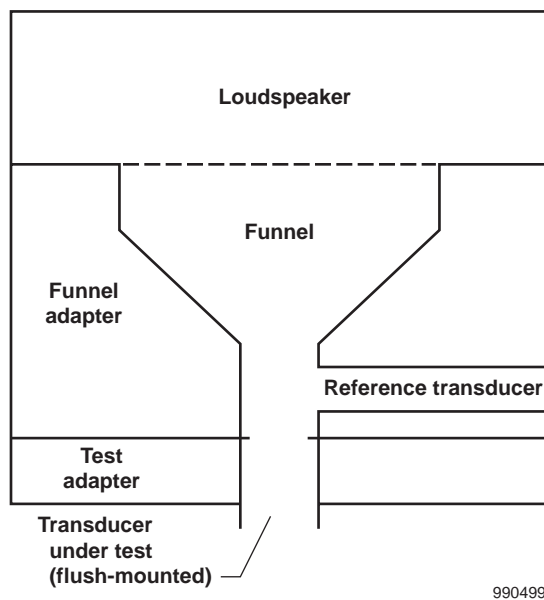 Loudspeaker
Funnel
Funnel
adapter
Reference transducer
Test
adapter
Transducer
under test
(flush-mounted)
990499